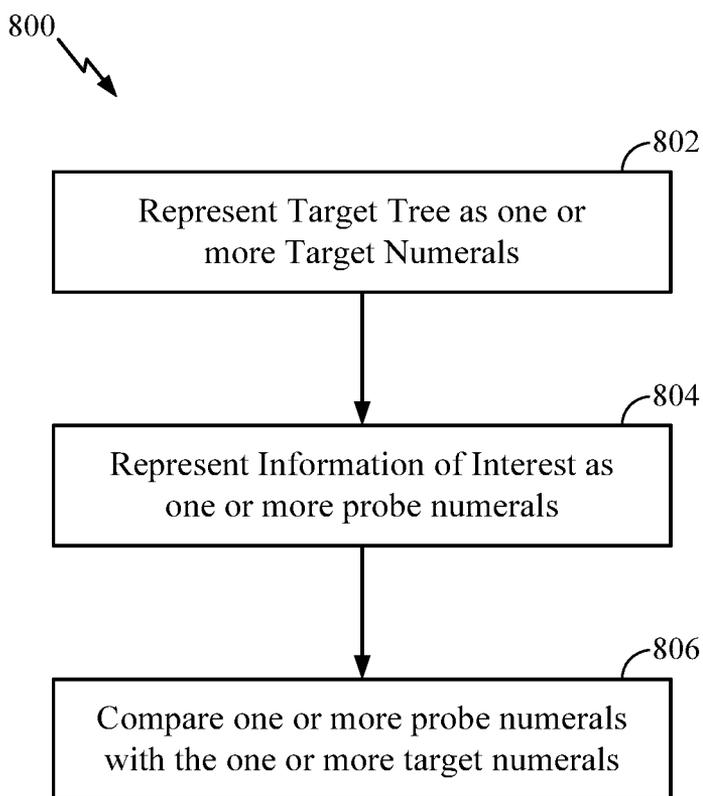 800
802
Represent Target Tree as one or
more Target Numerals
804
Represent Information of Interest as
one or more probe numerals
806
Compare one or more probe numerals
with the one or more target numerals